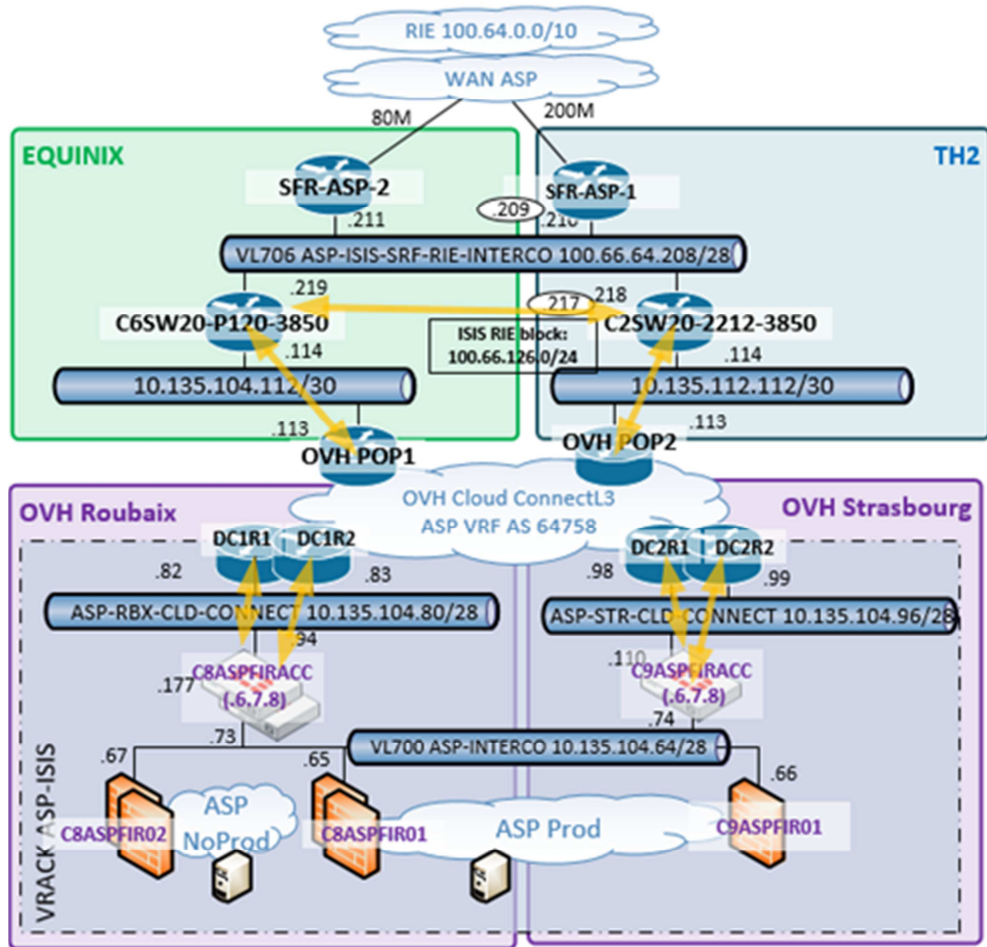 RIE 100.64.0.0/10
WAN ASP
80M
200M
EQUINIX
TH2
SFR-ASP-2
SFR-ASP-1
.209
.211
.210
VL706 ASP-ISIS-SRF-RIE-INTERCO 100.66.64.208/28
.219
.217
.218
C6SW20-P120-3850
C2SW20-2212-3850
ISIS RIE block:
100.66.126.0/24
.114
.114
10.135.104.112/30
10.135.112.112/30
.113
.113
OVH POP1
OVH POP2
OVH Cloud ConnectL3
ASP VRF AS 64758
OVH Roubaix
OVH Strasbourg
DC1R1
DC1R2
DC2R1
DC2R2
.82
.83
.98
.99
ASP-RBX-CLD-CONNECT 10.135.104.80/28
ASP-STR-CLD-CONNECT 10.135.104.96/28
.94
.110
C8ASPFIRACC
(.6.7.8)
C9ASPFIRACC
(.6.7.8)
.177
.74
.73
VL700 ASP-INTERCO 10.135.104.64/28
.67
.65
.66
VRACK ASP-ISIS
C8ASPFIR02
ASP
NoProd
C8ASPFIR01
ASP Prod
C9ASPFIR01